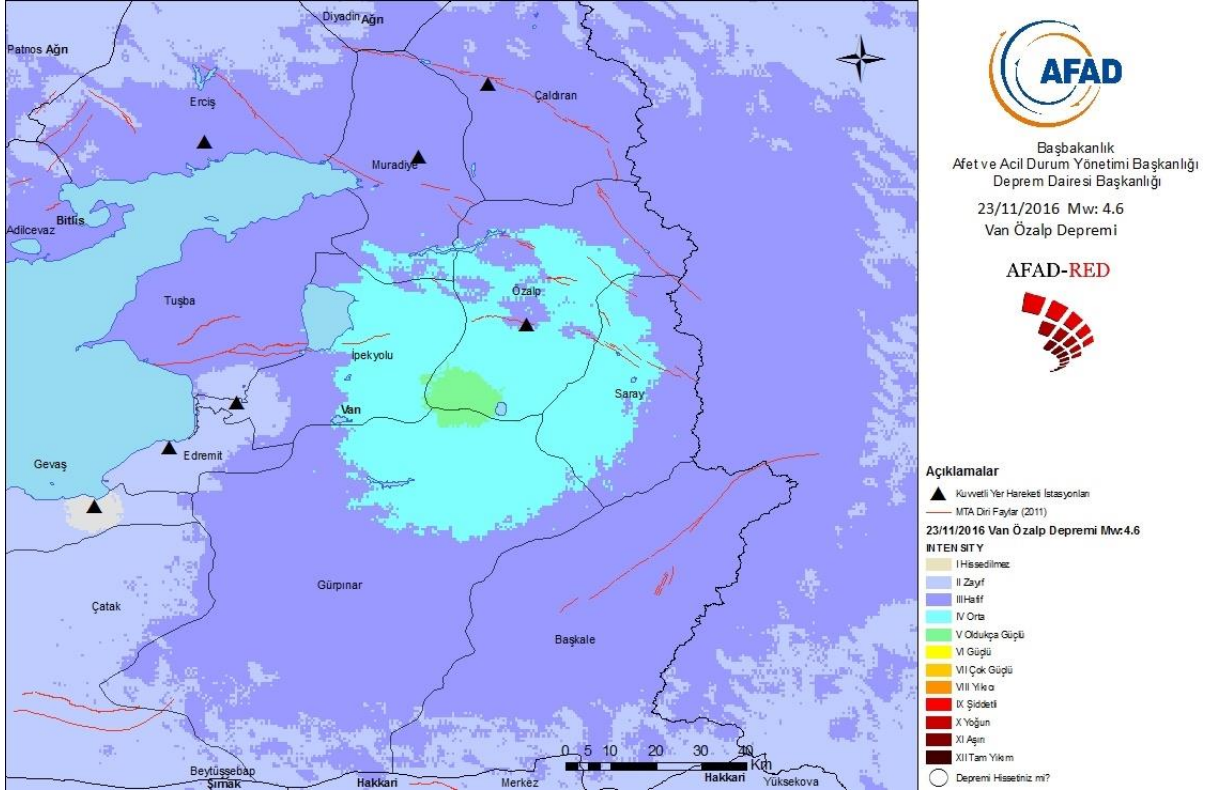 Diyadin Ağrı
Patnos Ağrı
Erciş
Çaldıran
Muradiye
Bitlis
Adilcevaz
Tuşba
Özalp
İpekyolu
Saray
Van
Edremit
Gevaş
Gürpınar
Çatak
Başkale
0 5 10 20 30 40
Km
Beytüşşebap
Şırnak
Hakkari
Merkez
Hakkari
Yüksekova
AFAD
Başbakanlık
Afet ve Acil Durum Yönetimi Başkanlığı
Deprem Dairesi Başkanlığı
23/11/2016 Mw: 4.6
Van Özalp Depremi
AFAD-RED
Açıklamalar
Kuvvetli Yer Hareketi İstasyonları
MTA Diri Faylar (2011)
23/11/2016 Van Özalp Depremi Mw:4.6
INTENSITY
I Hissedilmez
II Zayıf
III Hafif
IV Orta
V Oldukça Güçlü
VI Güçlü
VII Çok Güçlü
VIII Yıkıcı
IX Şiddetli
X Yoğun
XI Aşırı
XII Tam Yıkım
Depremi Hissetiniz mi?